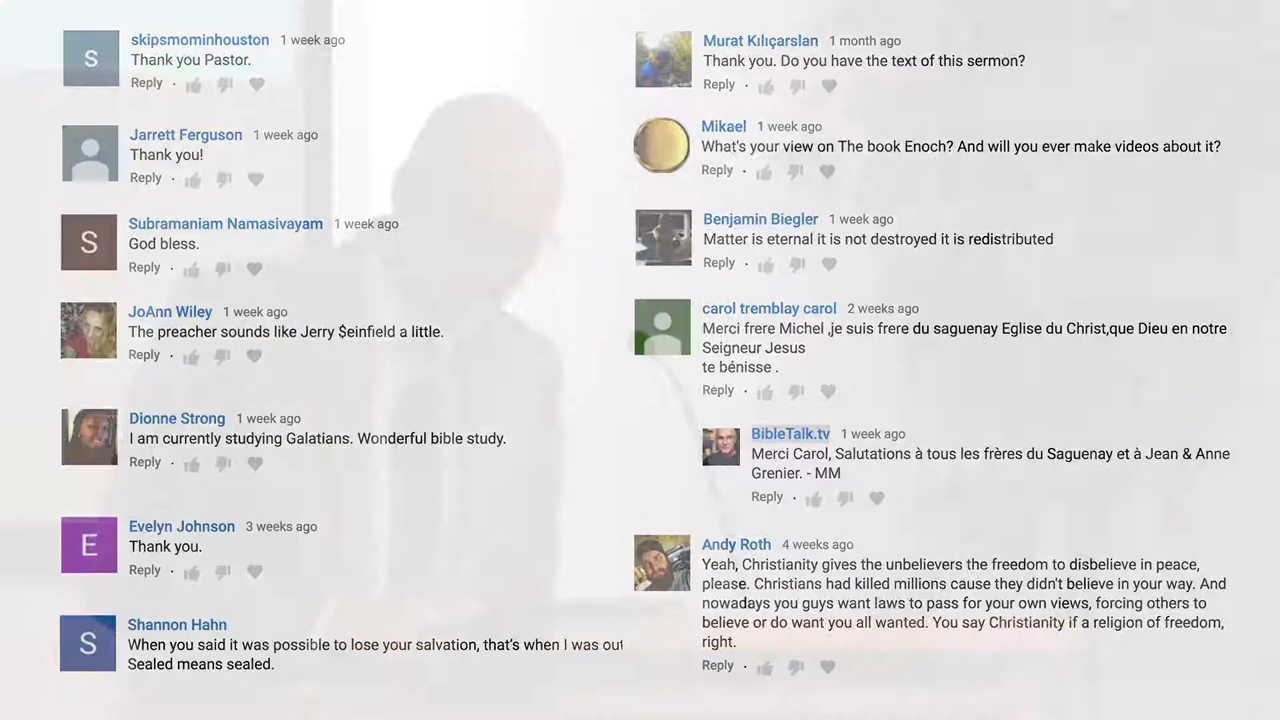 S
skipsmominhouston 1 week ago
Thank you Pastor.
Reply ·
Jarrett Ferguson 1 week ago
Thank you!
Reply ·
S
Subramaniam Namasivayam 1 week ago
God bless.
Reply ·
JoAnn Wiley 1 week ago
The preacher sounds like Jerry $einfield a little.
Reply ·
Dionne Strong 1 week ago
I am currently studying Galatians. Wonderful bible study.
Reply ·
E
Evelyn Johnson 3 weeks ago
Thank you.
Reply ·
S
Shannon Hahn
When you said it was possible to lose your salvation, that's when I was out
Sealed means sealed.
Murat Kılıçarslan 1 month ago
Thank you. Do you have the text of this sermon?
Reply ·
Mikael 1 week ago
What's your view on The book Enoch? And will you ever make videos about it?
Reply ·
Benjamin Biegler 1 week ago
Matter is eternal it is not destroyed it is redistributed
Reply ·
carol tremblay carol 2 weeks ago
Merci frere Michel ,je suis frere du saguenay Eglise du Christ,que Dieu en notre
Seigneur Jesus
te bénisse .
Reply ·
BibleTalk.tv 1 week ago
Merci Carol, Salutations à tous les frères du Saguenay et à Jean & Anne
Grenier. - MM
Reply ·
Andy Roth 4 weeks ago
Yeah, Christianity gives the unbelievers the freedom to disbelieve in peace,
please. Christians had killed millions cause they didn't believe in your way. And
nowadays you guys want laws to pass for your own views, forcing others to
believe or do want you all wanted. You say Christianity if a religion of freedom,
right.
Reply ·